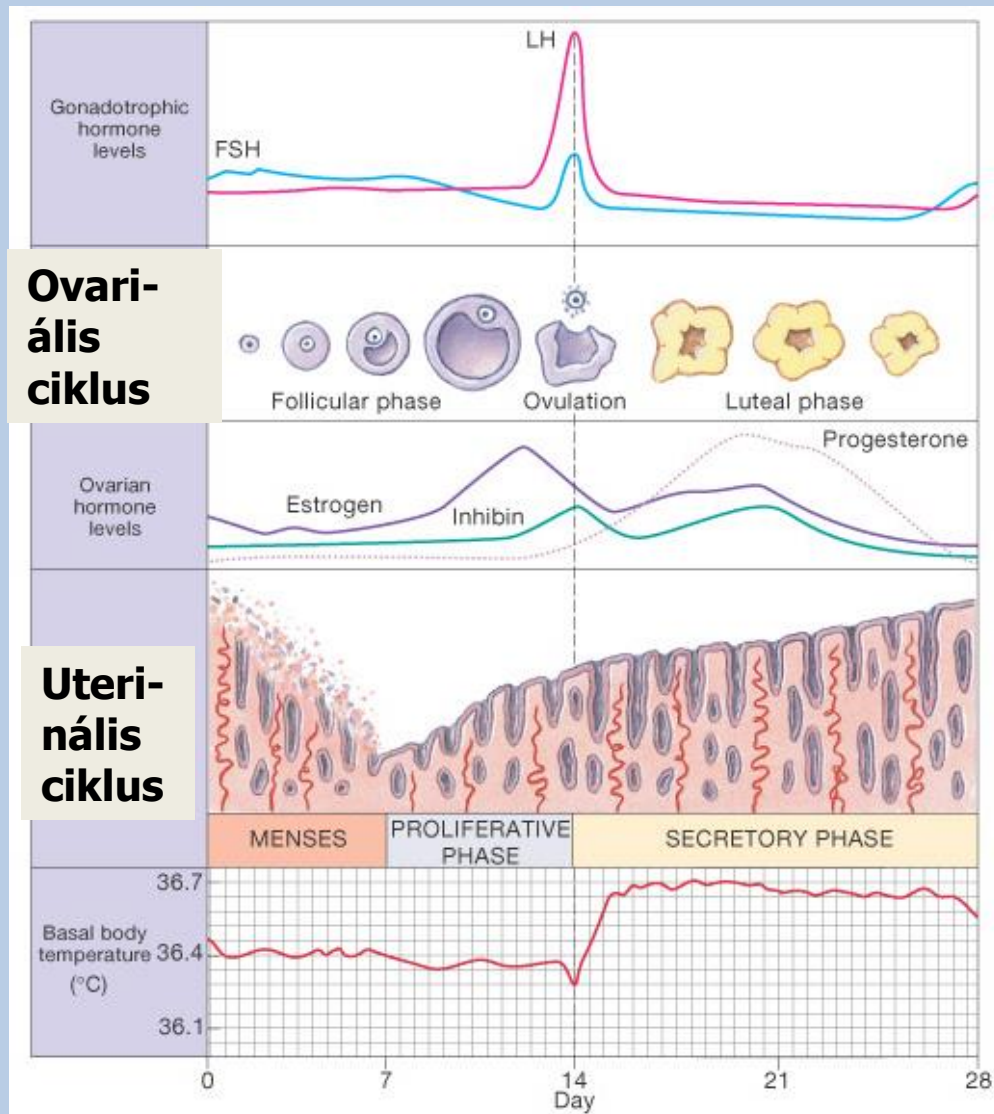 LH
Gonadotrophic
hormone
levels
FSH
Ovari-
ális
ciklus
Follicular phase
Ovulation
Luteal phase
Progesterone
Ovarian
hormone
levels
Estrogen
Inhibin
Uteri-
nális
ciklus
MENSES
PROLIFERATIVE
PHASE
SECRETORY PHASE
36.7
Basal body
temperature 36.4
(°C)
36.1
0 7 14 21 28
Day